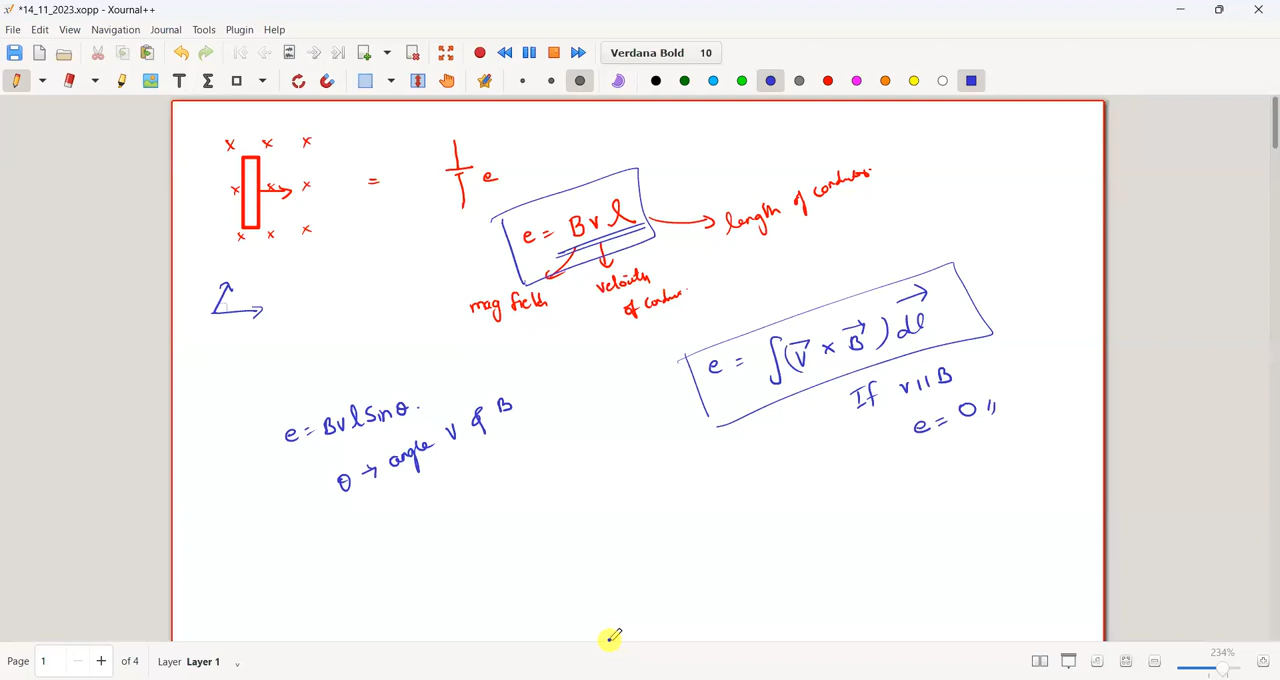 *14_11_2023.xopp - Xournal++
File Edit View Navigation Journal Tools Plugin Help
Verdana Bold 10
x x x
x x x
x x x
= e
e = Bvl
length of conductor
mag field
velocity
of conduc.
e = ∫(V × B) dl
If v || B
e = 0 "
e = Bvl Sinθ.
θ → angle V & B
Page 1 of 4 Layer Layer 1
234%